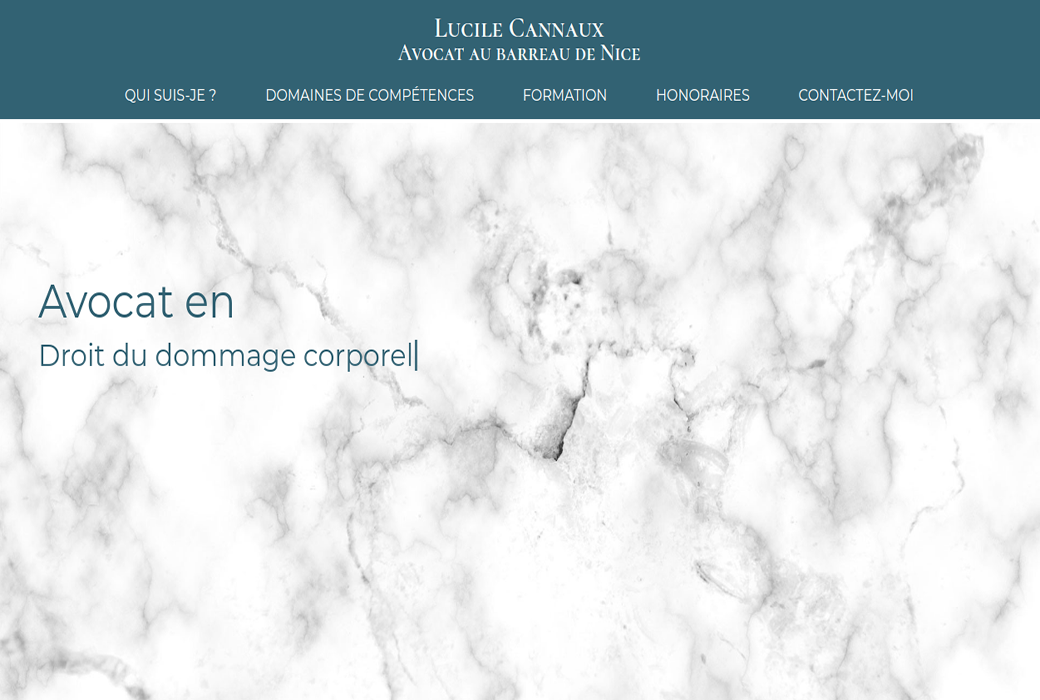 Lucile Cannaux
Avocat au barreau de Nice
QUI SUIS-JE ? DOMAINES DE COMPÉTENCES FORMATION HONORAIRES CONTACTEZ-MOI
Avocat en
Droit du dommage corporel|